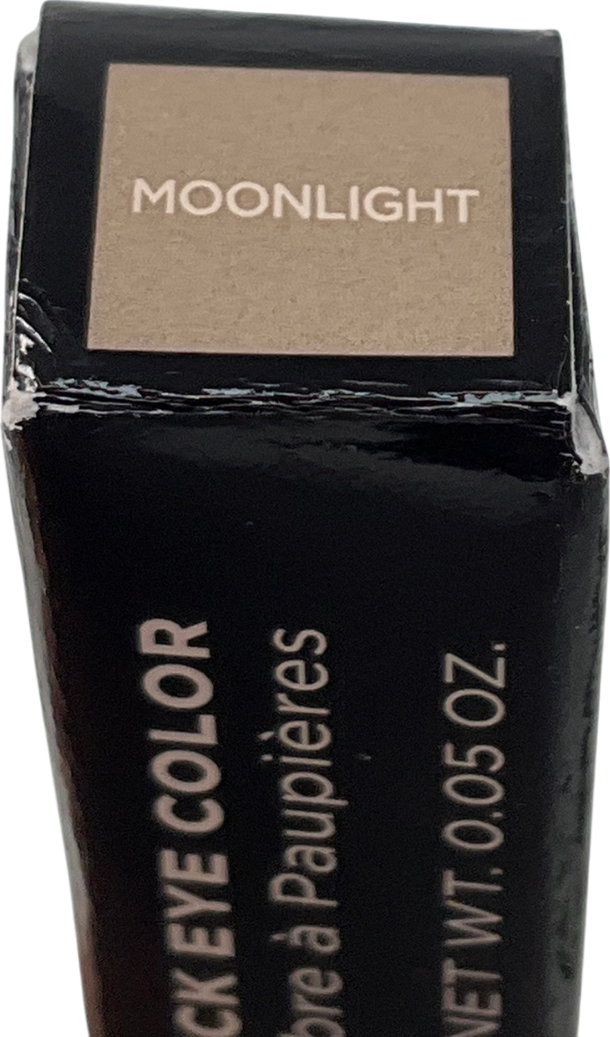 MOONLIGHT
CK EYE COLOR
bre à Paupières
NET WT. 0.05 OZ.